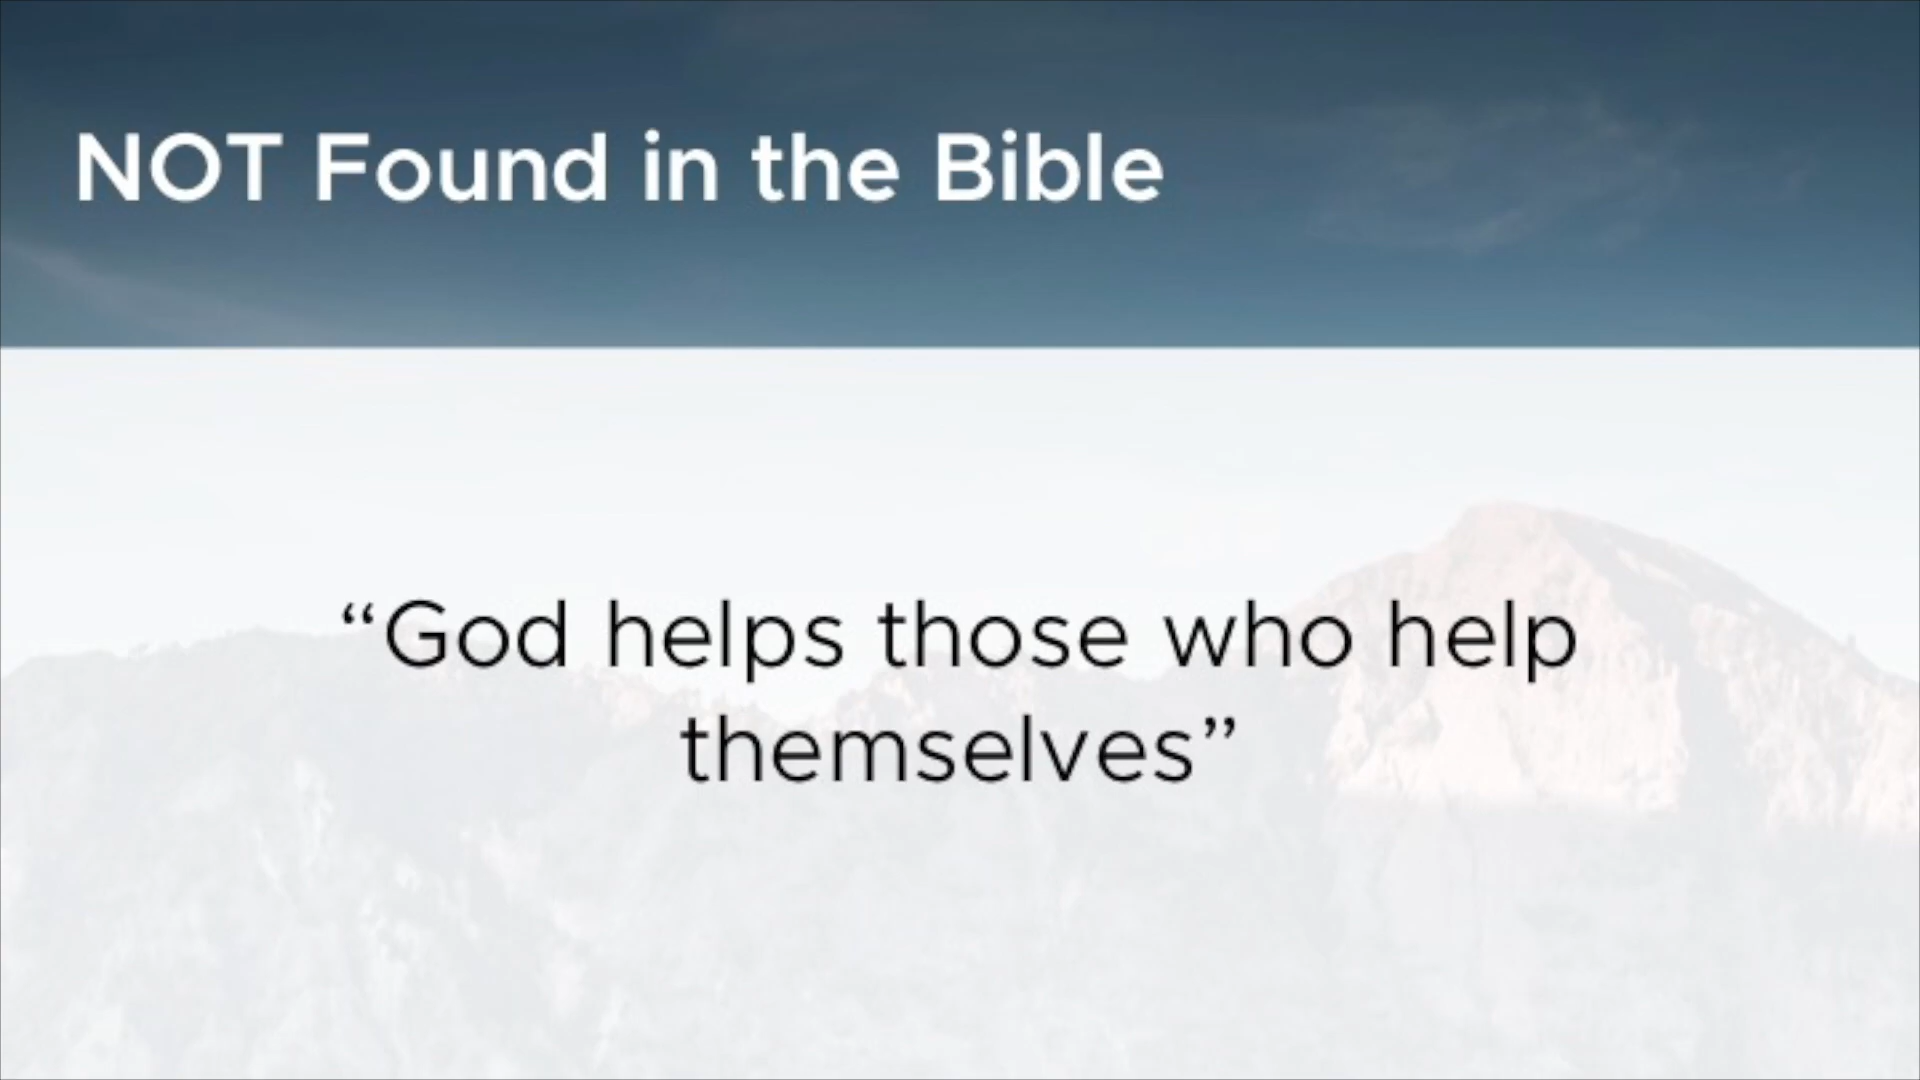 NOT Found in the Bible
“God helps those who help
themselves”